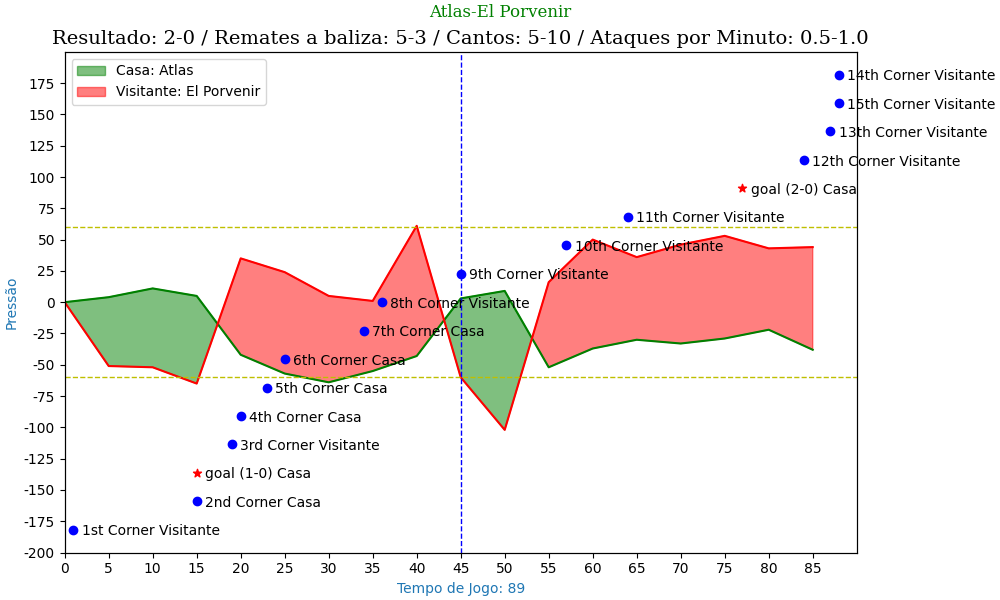 Atlas-El Porvenir
Resultado: 2-0 / Remates a baliza: 5-3 / Cantos: 5-10 / Ataques por Minuto: 0.5-1.0
Casa: Atlas
Visitante: El Porvenir
14th Corner Visitante
15th Corner Visitante
13th Corner Visitante
12th Corner Visitante
goal (2-0) Casa
11th Corner Visitante
10th Corner Visitante
9th Corner Visitante
8th Corner Visitante
7th Corner Casa
6th Corner Casa
5th Corner Casa
4th Corner Casa
3rd Corner Visitante
goal (1-0) Casa
2nd Corner Casa
1st Corner Visitante
Pressão
175
150
125
100
75
50
25
0
-25
-50
-75
-100
-125
-150
-175
-200
0 5 10 15 20 25 30 35 40 45 50 55 60 65 70 75 80 85
Tempo de Jogo: 89